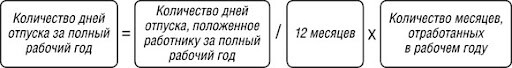 Количество дней
отпуска за полный
рабочий год
=
Количество дней
отпуска, положенное
работнику за полный
рабочий год
/
12 месяцев
х
Количество месяцев,
отработанных
в рабочем году